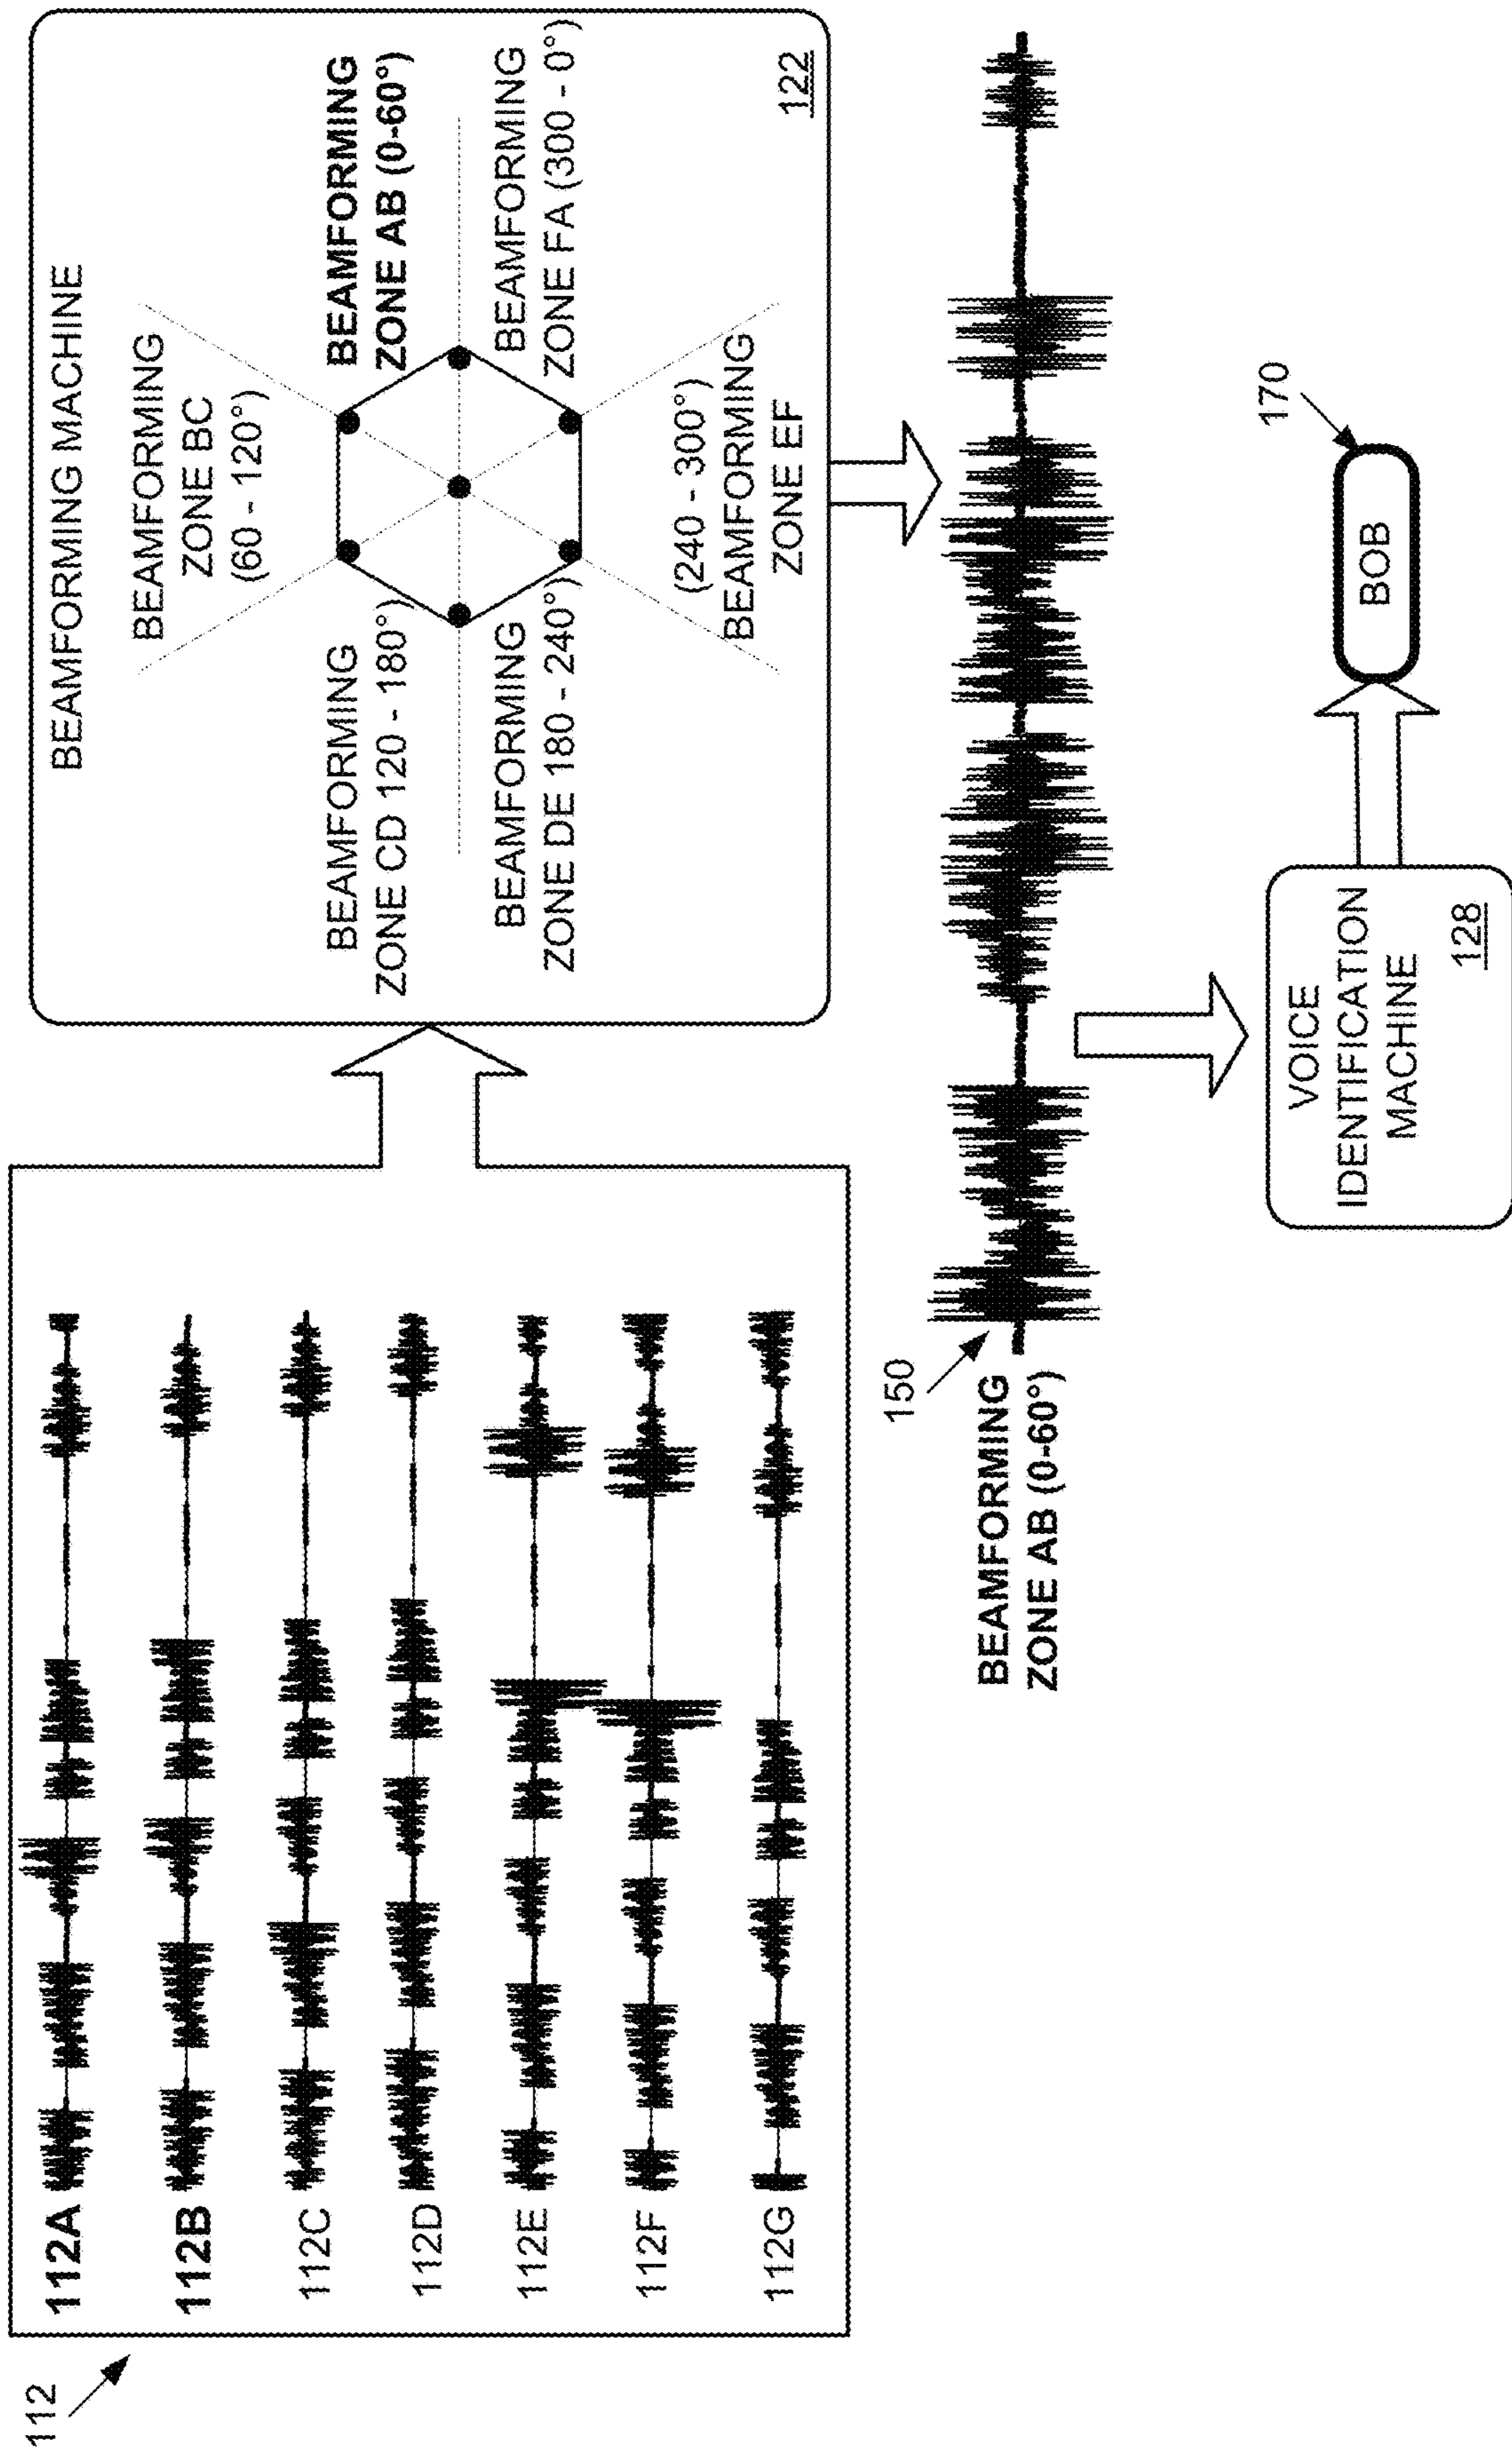 112
112A
112B
112C
112D
112E
112F
112G
BEAMFORMING MACHINE
BEAMFORMING
ZONE BC
(60 - 120°)
BEAMFORMING
ZONE CD 120 - 180°)
BEAMFORMING
ZONE AB (0-60°)
BEAMFORMING
ZONE DE 180 - 240°)
BEAMFORMING
ZONE FA (300 - 0°)
(240 - 300°)
BEAMFORMING
ZONE EF
122
150
BEAMFORMING
ZONE AB (0-60°)
VOICE
IDENTIFICATION
MACHINE
128
BOB
170